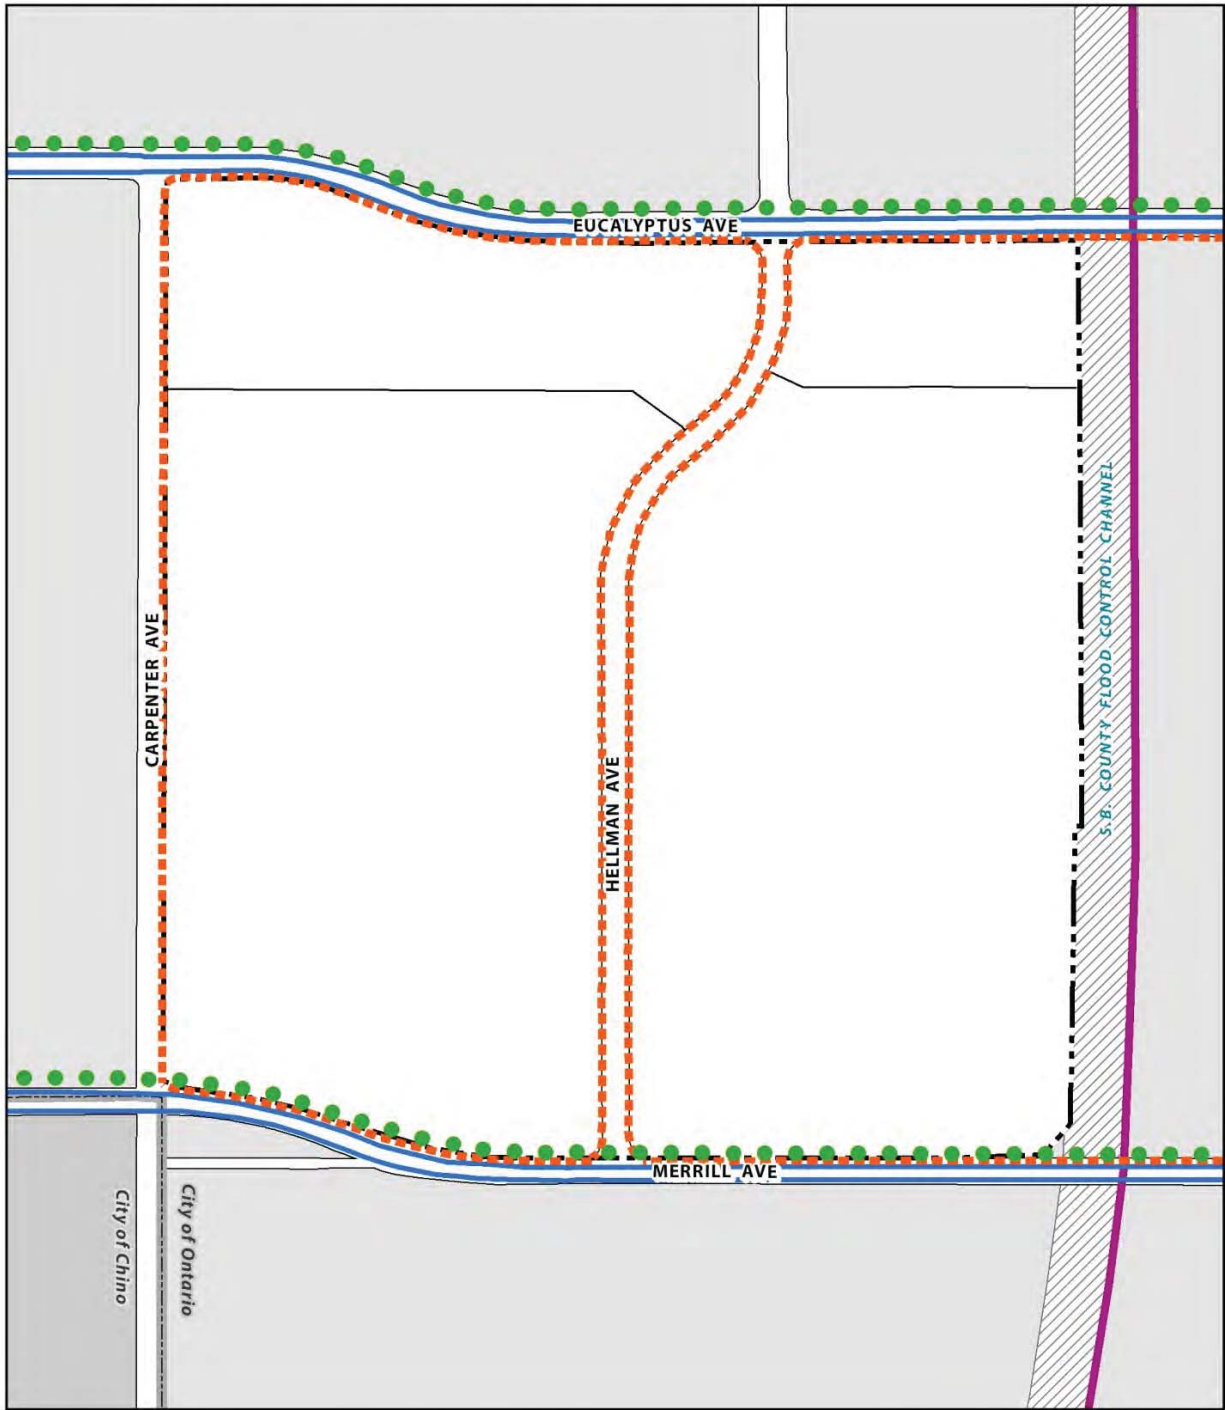 EUCALYPTUS AVE
S.B. COUNTY FLOOD CONTROL CHANNEL
CARPENTER AVE
HELLMAN AVE
MERRILL AVE
City of Chino
City of Ontario